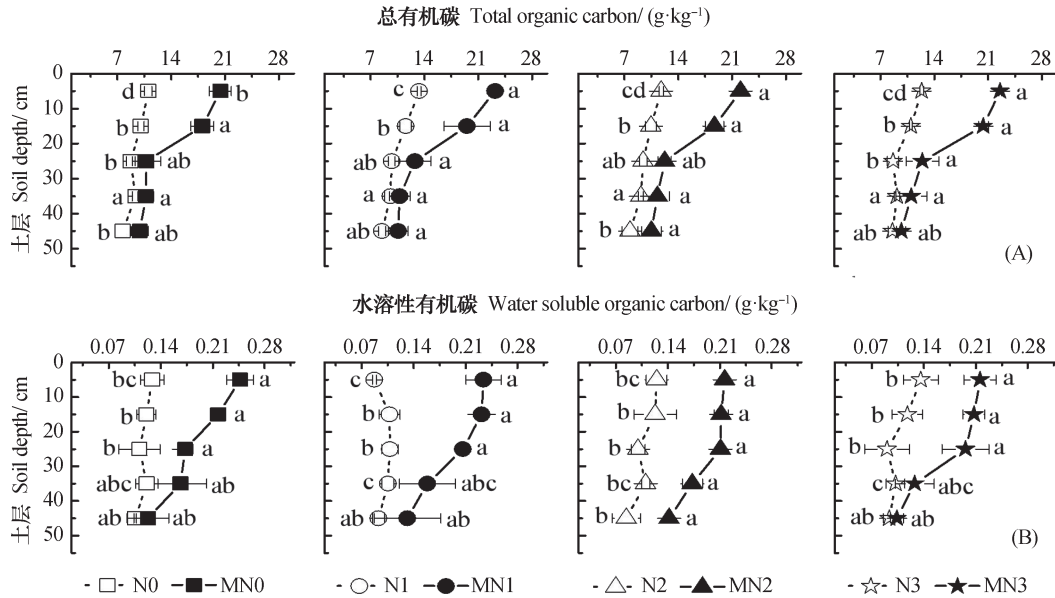 总有机碳 Total organic carbon/ (g·kg⁻¹)
7 14 21 28 7 14 21 28 7 14 21 28 7 14 21 28
土层 Soil depth/ cm
0
10
20
30
40
50
d b c a cd a cd a
b a b a b a b a
b ab ab a ab ab b a
a a a a a a a a
b ab ab a b a ab ab
(A)
水溶性有机碳 Water soluble organic carbon/ (g·kg⁻¹)
0.07 0.14 0.21 0.28 0.07 0.14 0.21 0.28 0.07 0.14 0.21 0.28 0.07 0.14 0.21 0.28
土层 Soil depth/ cm
0
10
20
30
40
50
bc a c a bc a b a
b a b a b a b a
b a b a b a b a
abc ab c abc bc a c abc
ab ab ab ab b a ab ab
(B)
N0 MN0 N1 MN1 N2 MN2 N3 MN3